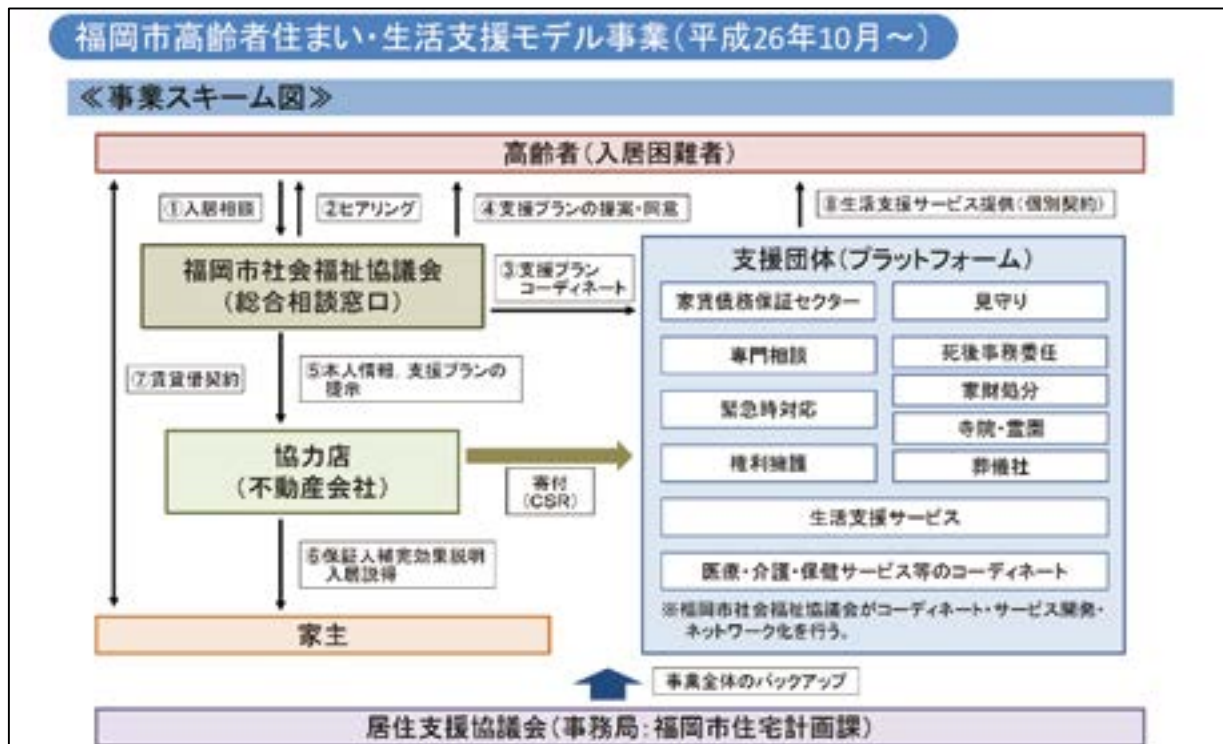 福岡市高齢者住まい・生活支援モデル事業(平成26年10月～)
≪事業スキーム図≫
高齢者(入居困難者)
①入居相談
②ヒアリング
④支援プランの提案・同意
⑧生活支援サービス提供(個別契約)
福岡市社会福祉協議会
(総合相談窓口)
③支援プラン
コーディネート
⑦賃貸借契約
⑤本人情報、支援プランの
提示
協力店
(不動産会社)
寄付
(CSR)
⑥保証人補完効果説明
入居説得
家主
支援団体(プラットフォーム)
家賃債務保証セクター
見守り
専門相談
死後事務委任
緊急時対応
家財処分
寺院・霊園
権利擁護
葬儀社
生活支援サービス
医療・介護・保健サービス等のコーディネート
※福岡市社会福祉協議会がコーディネート・サービス開発・
ネットワーク化を行う。
事業全体のバックアップ
居住支援協議会(事務局:福岡市住宅計画課)